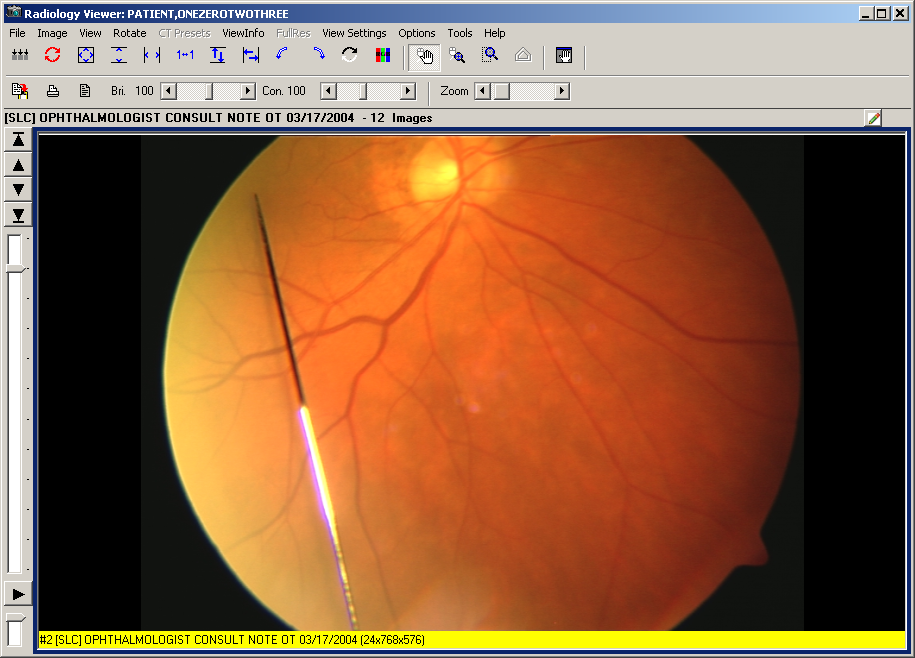 Radiology Viewer: PATIENT,ONEZEROTWOTHREE
File Image View Rotate CT Presets ViewInfo FullRes View Settings Options Tools Help
1↔1
Bri. 100 Con. 100 Zoom
[SLC] OPHTHALMOLOGIST CONSULT NOTE OT 03/17/2004 - 12 Images
#2 [SLC] OPHTHALMOLOGIST CONSULT NOTE OT 03/17/2004 (24x768x576)